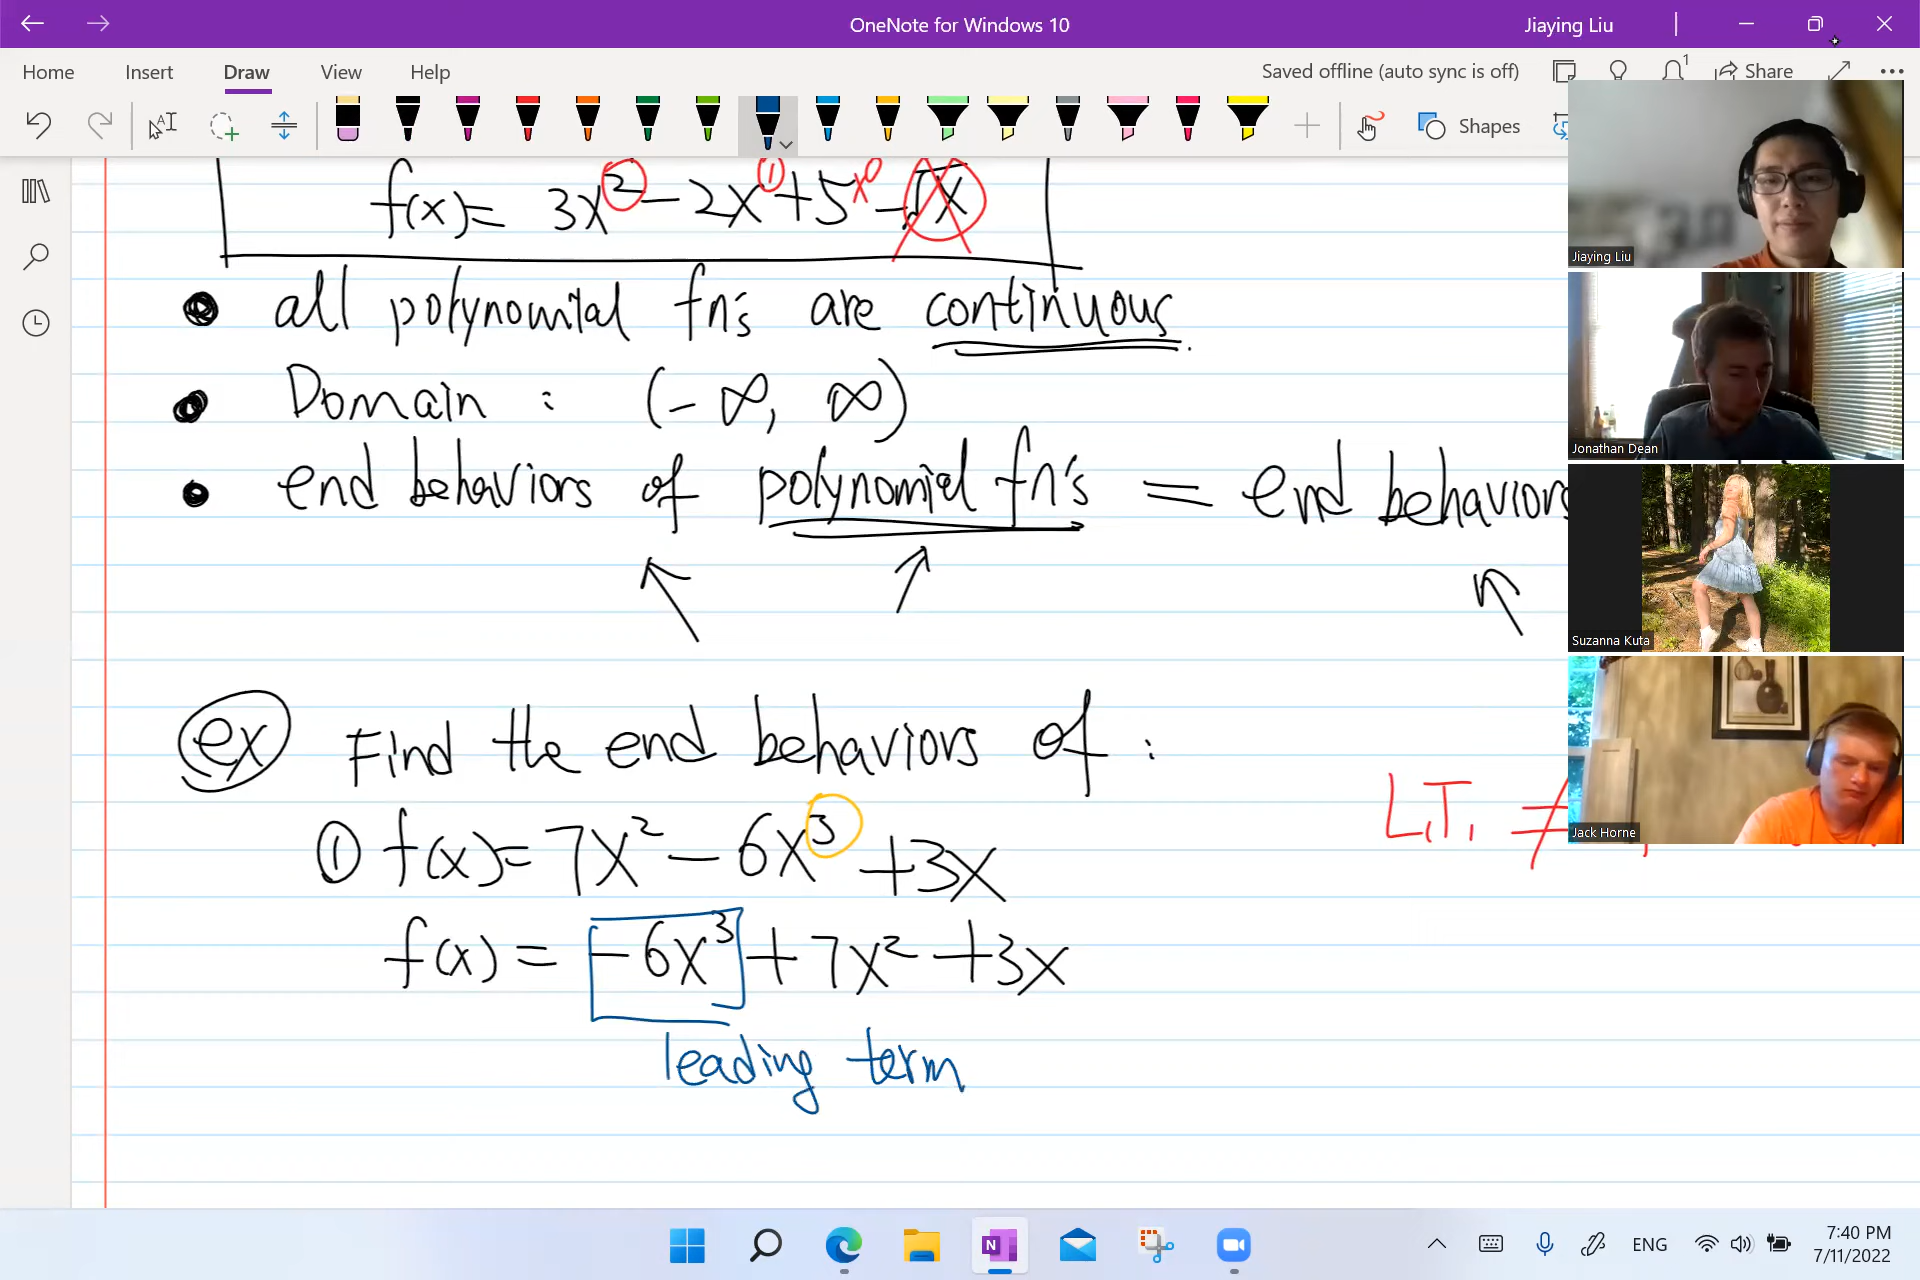 OneNote for Windows 10
Jiaying Liu
Home Insert Draw View Help
Saved offline (auto sync is off)
1
Share
Shapes
f(x)= 3x² - 2x¹ + 5x⁰ - √x
all polynomial fn's are continuous.
Domain : (-∞, ∞)
end behaviors of polynomial fn's = end behaviors
ex Find the end behaviors of :
① f(x)= 7x² - 6x³ + 3x
L.T. ≠
f(x) = -6x³ + 7x² + 3x
leading term
Jiaying Liu
Jonathan Dean
Suzanna Kuta
Jack Horne
ENG
7:40 PM
7/11/2022